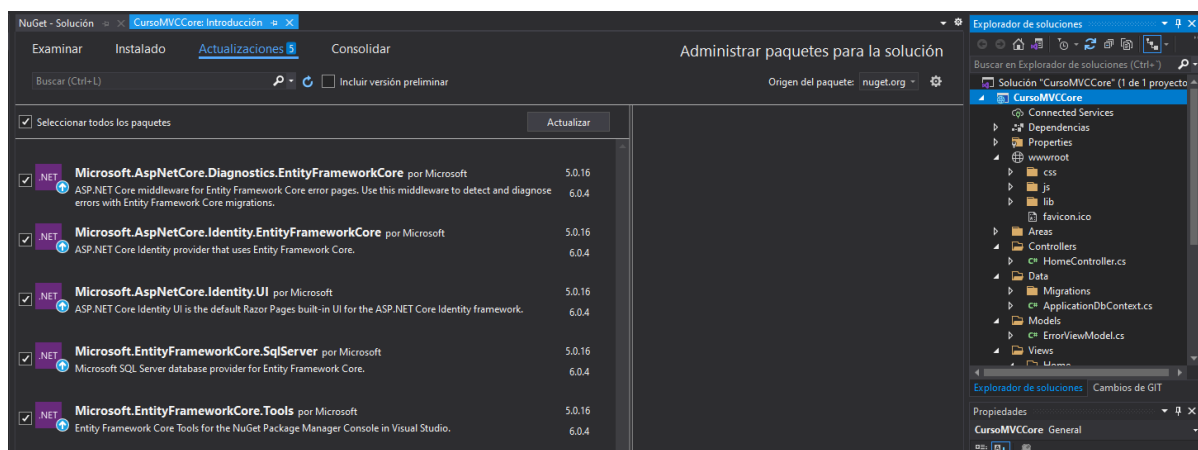 NuGet - Solución
CursoMVCCore: Introducción
Examinar
Instalado
Actualizaciones 5
Consolidar
Administrar paquetes para la solución
Buscar (Ctrl+L)
Incluir versión preliminar
Origen del paquete: nuget.org
Seleccionar todos los paquetes
Actualizar
.NET
Microsoft.AspNetCore.Diagnostics.EntityFrameworkCore por Microsoft
5.0.16
ASP.NET Core middleware for Entity Framework Core error pages. Use this middleware to detect and diagnose
errors with Entity Framework Core migrations.
6.0.4
.NET
Microsoft.AspNetCore.Identity.EntityFrameworkCore por Microsoft
5.0.16
ASP.NET Core Identity provider that uses Entity Framework Core.
6.0.4
.NET
Microsoft.AspNetCore.Identity.UI por Microsoft
5.0.16
ASP.NET Core Identity UI is the default Razor Pages built-in UI for the ASP.NET Core Identity framework.
6.0.4
.NET
Microsoft.EntityFrameworkCore.SqlServer por Microsoft
5.0.16
Microsoft SQL Server database provider for Entity Framework Core.
6.0.4
.NET
Microsoft.EntityFrameworkCore.Tools por Microsoft
5.0.16
Entity Framework Core Tools for the NuGet Package Manager Console in Visual Studio.
6.0.4
Explorador de soluciones
Buscar en Explorador de soluciones (Ctrl+´)
Solución "CursoMVCCore" (1 de 1 proyecto
CursoMVCCore
Connected Services
Dependencias
Properties
wwwroot
css
js
lib
favicon.ico
Areas
Controllers
C# HomeController.cs
Data
Migrations
C# ApplicationDbContext.cs
Models
C# ErrorViewModel.cs
Views
Home
Explorador de soluciones
Cambios de GIT
Propiedades
CursoMVCCore General